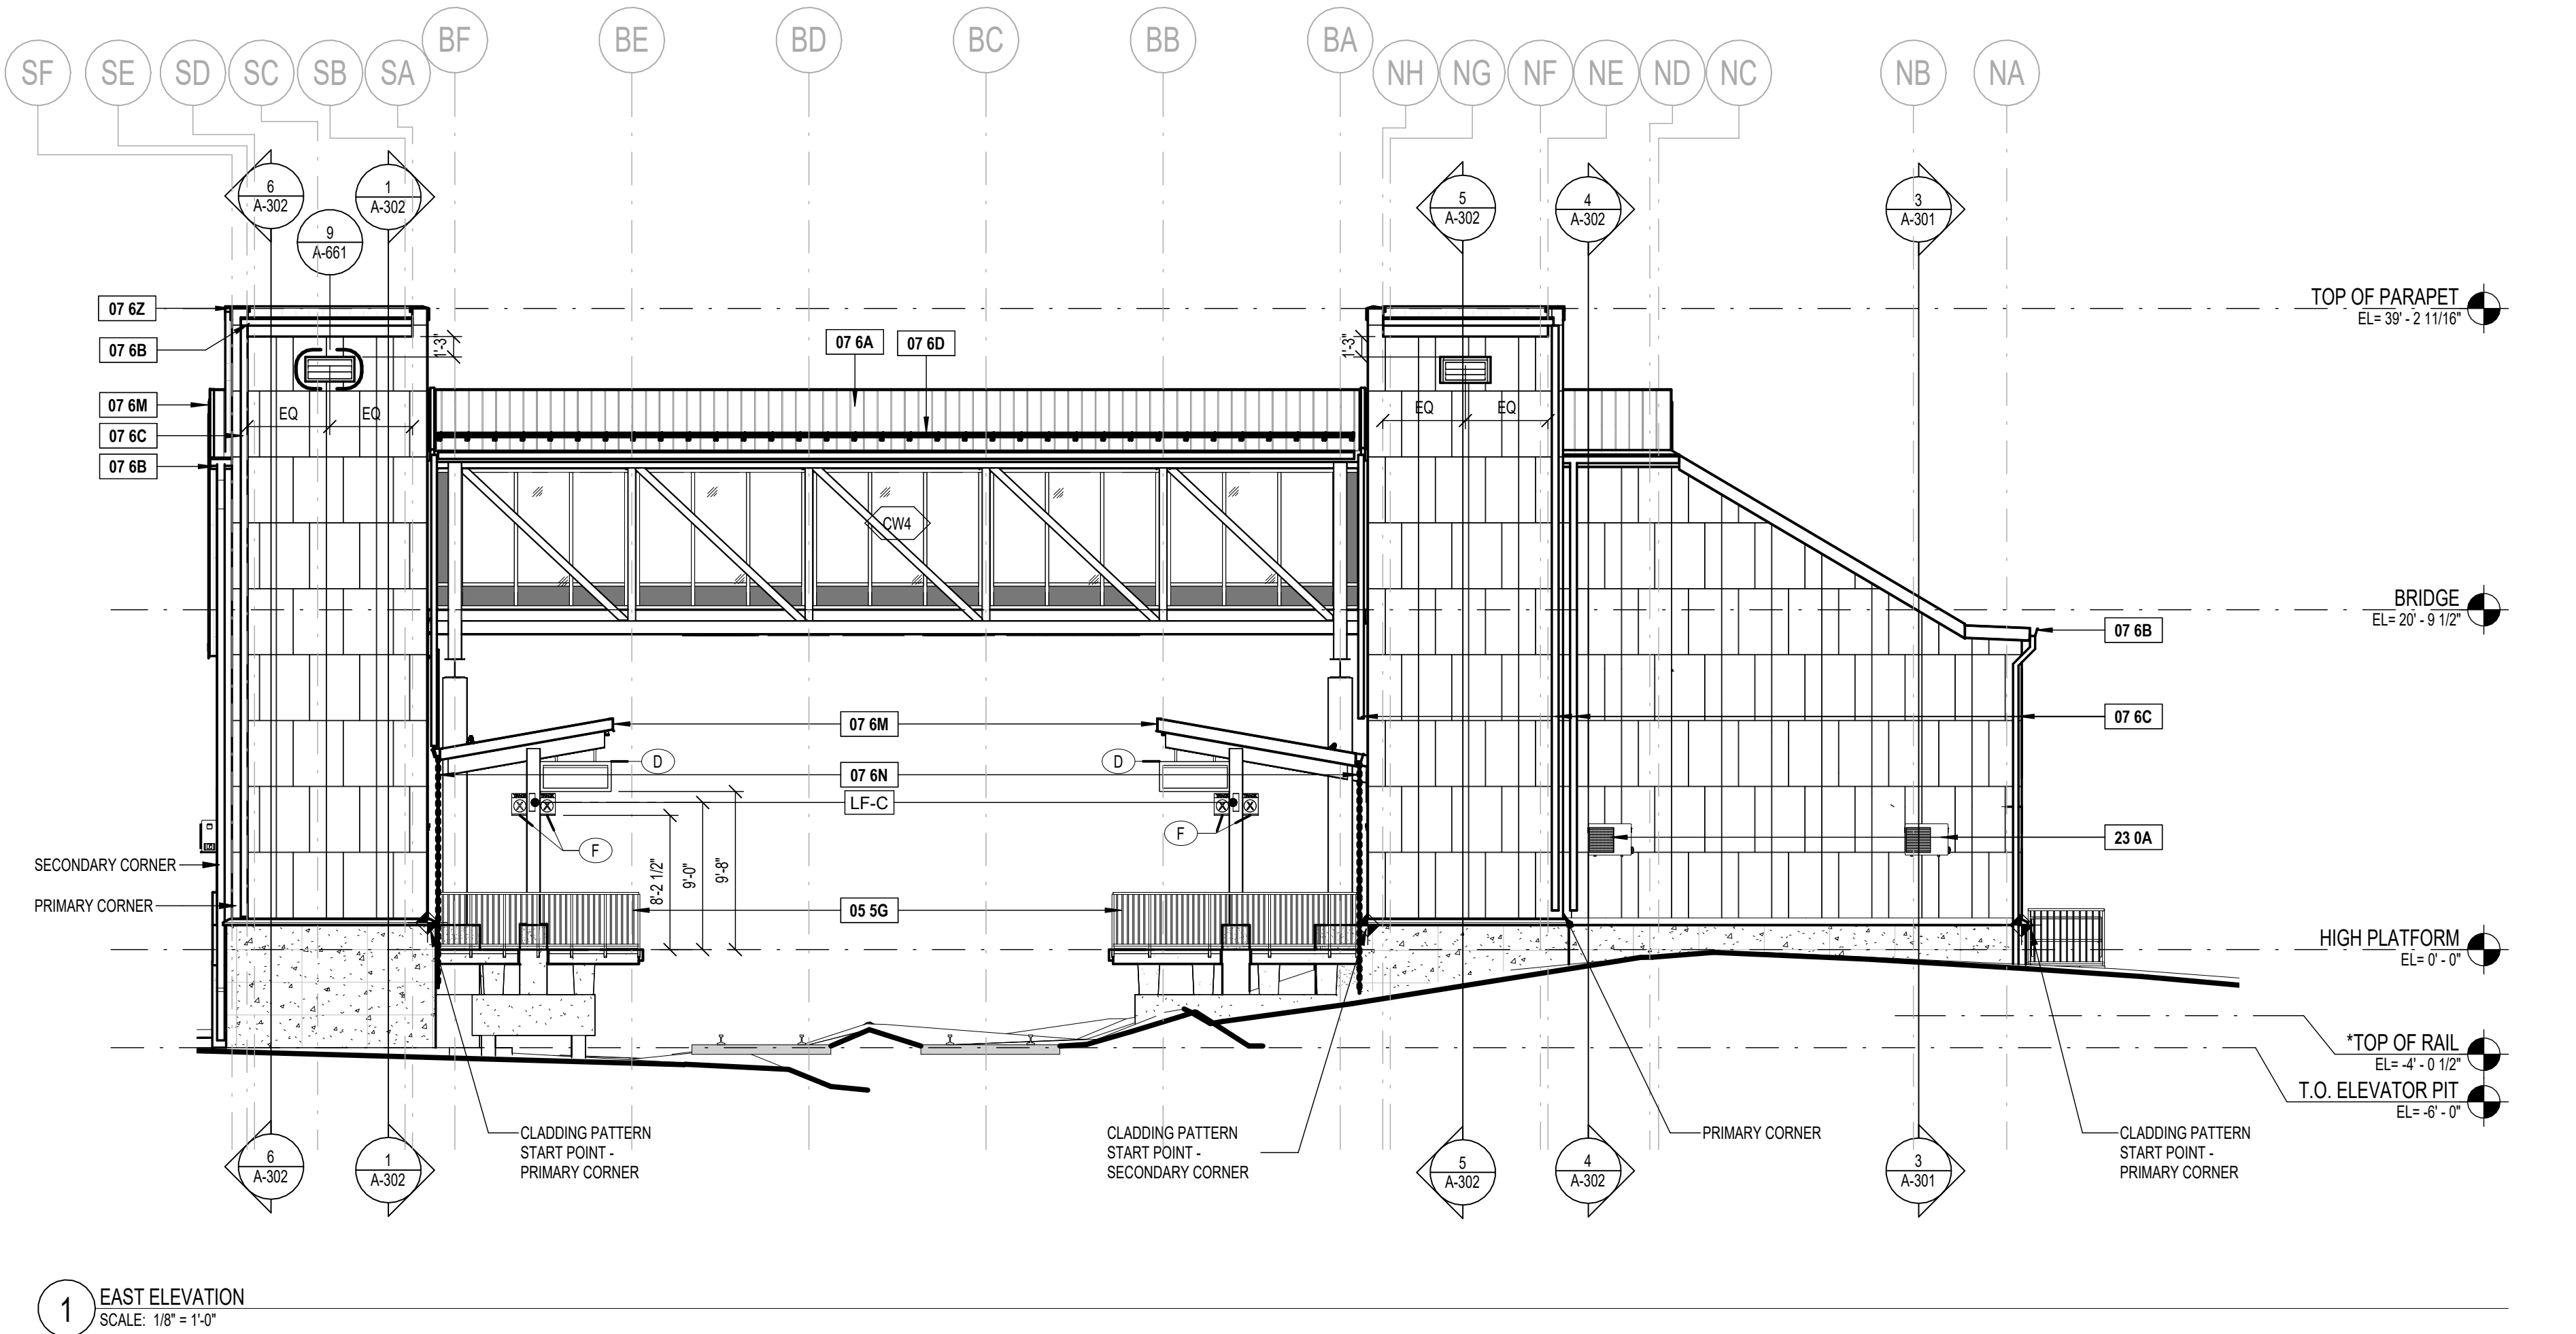 BF BE BD BC BB BA
SF SE SD SC SB SA NH NG NF NE ND NC NB NA
6
A-302
1
A-302
5
A-302
4
A-302
3
A-301
9
A-661
TOP OF PARAPET
EL= 39' - 2 11/16"
07 6Z
07 6B
1'-3"
07 6A
07 6D
1'-3"
07 6M
EQ EQ
EQ EQ
07 6C
07 6B
CW4
BRIDGE
EL= 20' - 9 1/2"
07 6B
07 6M
07 6C
D
D
07 6N
LF-C
F
F
23 0A
8'-2 1/2"
9'-0"
9'-8"
SECONDARY CORNER
PRIMARY CORNER
05 5G
HIGH PLATFORM
EL= 0' - 0"
*TOP OF RAIL
EL= -4' - 0 1/2"
T.O. ELEVATOR PIT
EL= -6' - 0"
CLADDING PATTERN
START POINT -
PRIMARY CORNER
CLADDING PATTERN
START POINT -
SECONDARY CORNER
PRIMARY CORNER
CLADDING PATTERN
START POINT -
PRIMARY CORNER
6
A-302
1
A-302
5
A-302
4
A-302
3
A-301
1
EAST ELEVATION
SCALE: 1/8" = 1'-0"